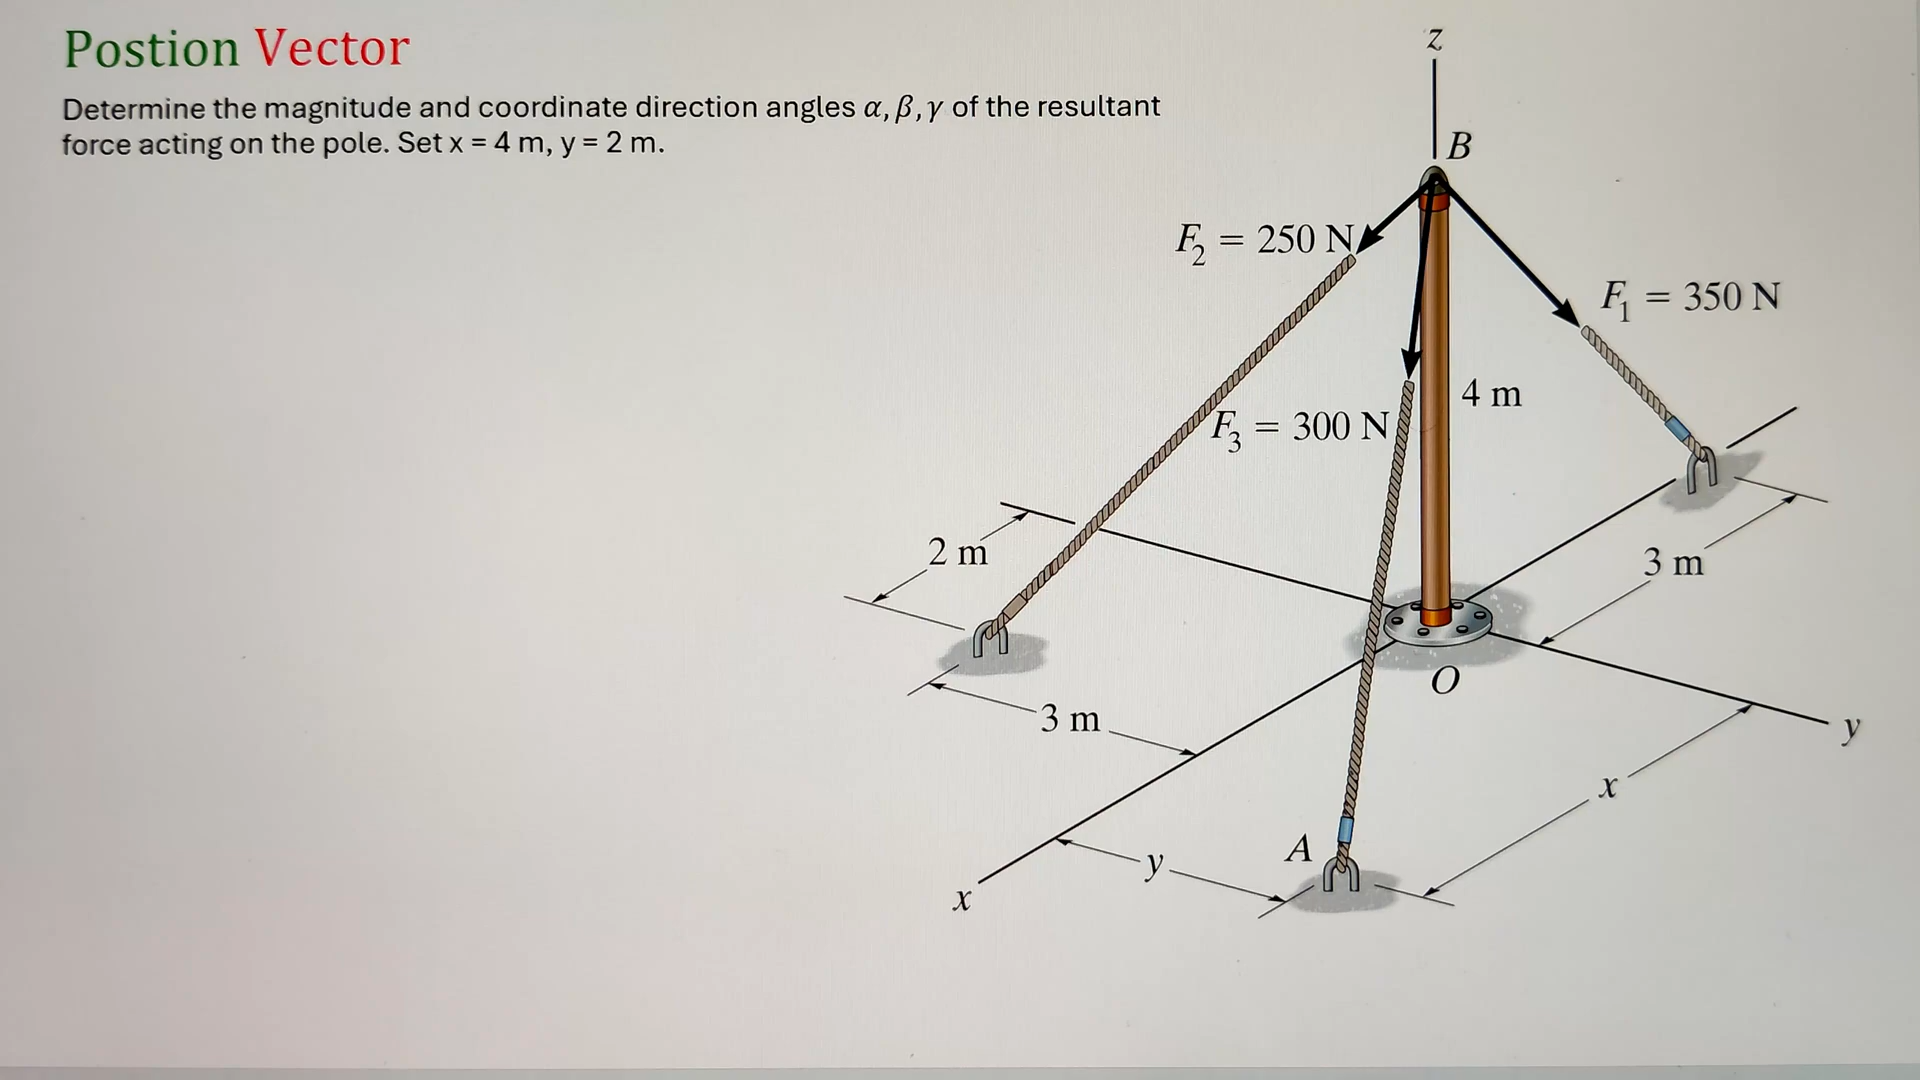 Postion Vector
Determine the magnitude and coordinate direction angles α, β, γ of the resultant
force acting on the pole. Set x = 4 m, y = 2 m.
z
B
F₂ = 250 N
F₁ = 350 N
4 m
F₃ = 300 N
2 m
3 m
O
3 m
y
x
A
y
x